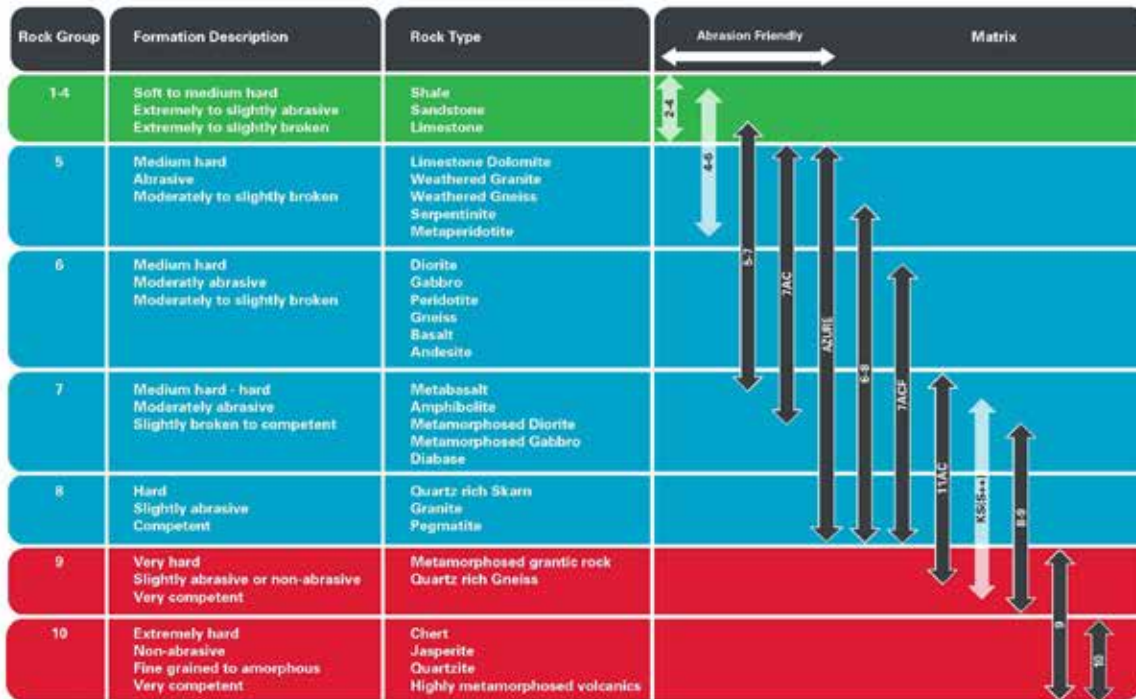 Rock Group Formation Description Rock Type Abrasion Friendly Matrix
1-4 Soft to medium hard Shale
Extremely to slightly abrasive Sandstone
Extremely to slightly broken Limestone
2-4
4-6
5 Medium hard Limestone Dolomite
Abrasive Weathered Granite
Moderately to slightly broken Weathered Gneiss
Serpentinite
Metaperidotite
6 Medium hard Diorite
Moderatly abrasive Gabbro
Moderately to slightly broken Peridotite
Gneiss
Basalt
Andesite
5-7
7AC
AZURE
6-8
7ACF
7 Medium hard - hard Metabasalt
Moderately abrasive Amphibolite
Slightly broken to competent Metamorphosed Diorite
Metamorphosed Gabbro
Diabase
8 Hard Quartz rich Skarn
Slightly abrasive Granite
Competent Pegmatite
11AC
KS(S++)
8-9
9 Very hard Metamorphosed grantic rock
Slightly abrasive or non-abrasive Quartz rich Gneiss
Very competent
10 Extremely hard Chert
Non-abrasive Jasperite
Fine grained to amorphous Quartzite
Very competent Highly metamorphosed volcanics
9
10